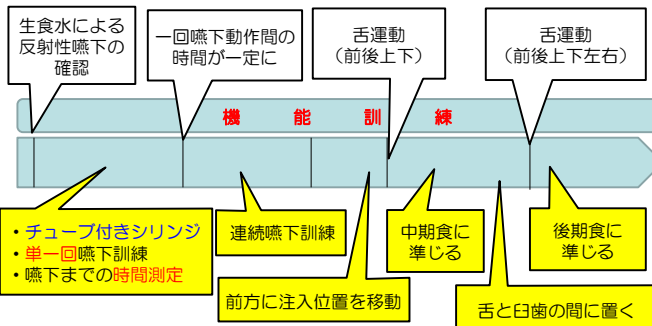 生食水による
反射性嚥下の
確認
一回嚥下動作間の
時間が一定に
舌運動
（前後上下）
舌運動
（前後上下左右）
機能訓練
・チューブ付きシリンジ
・単一回嚥下訓練
・嚥下までの時間測定
連続嚥下訓練
前方に注入位置を移動
中期食に
準じる
舌と臼歯の間に置く
後期食に
準じる